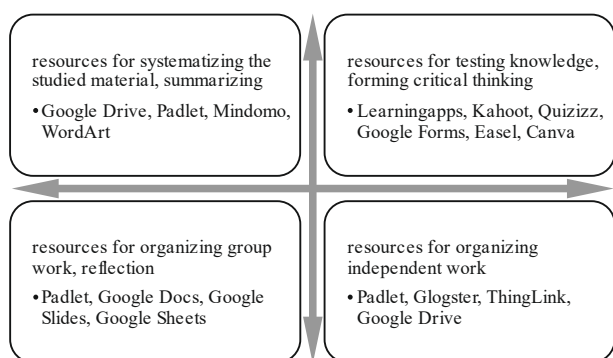 resources for systematizing the
studied material, summarizing
• Google Drive, Padlet, Mindomo,
WordArt
resources for testing knowledge,
forming critical thinking
• Learningapps, Kahoot, Quizizz,
Google Forms, Easel, Canva
resources for organizing group
work, reflection
• Padlet, Google Docs, Google
Slides, Google Sheets
resources for organizing
independent work
• Padlet, Glogster, ThingLink,
Google Drive